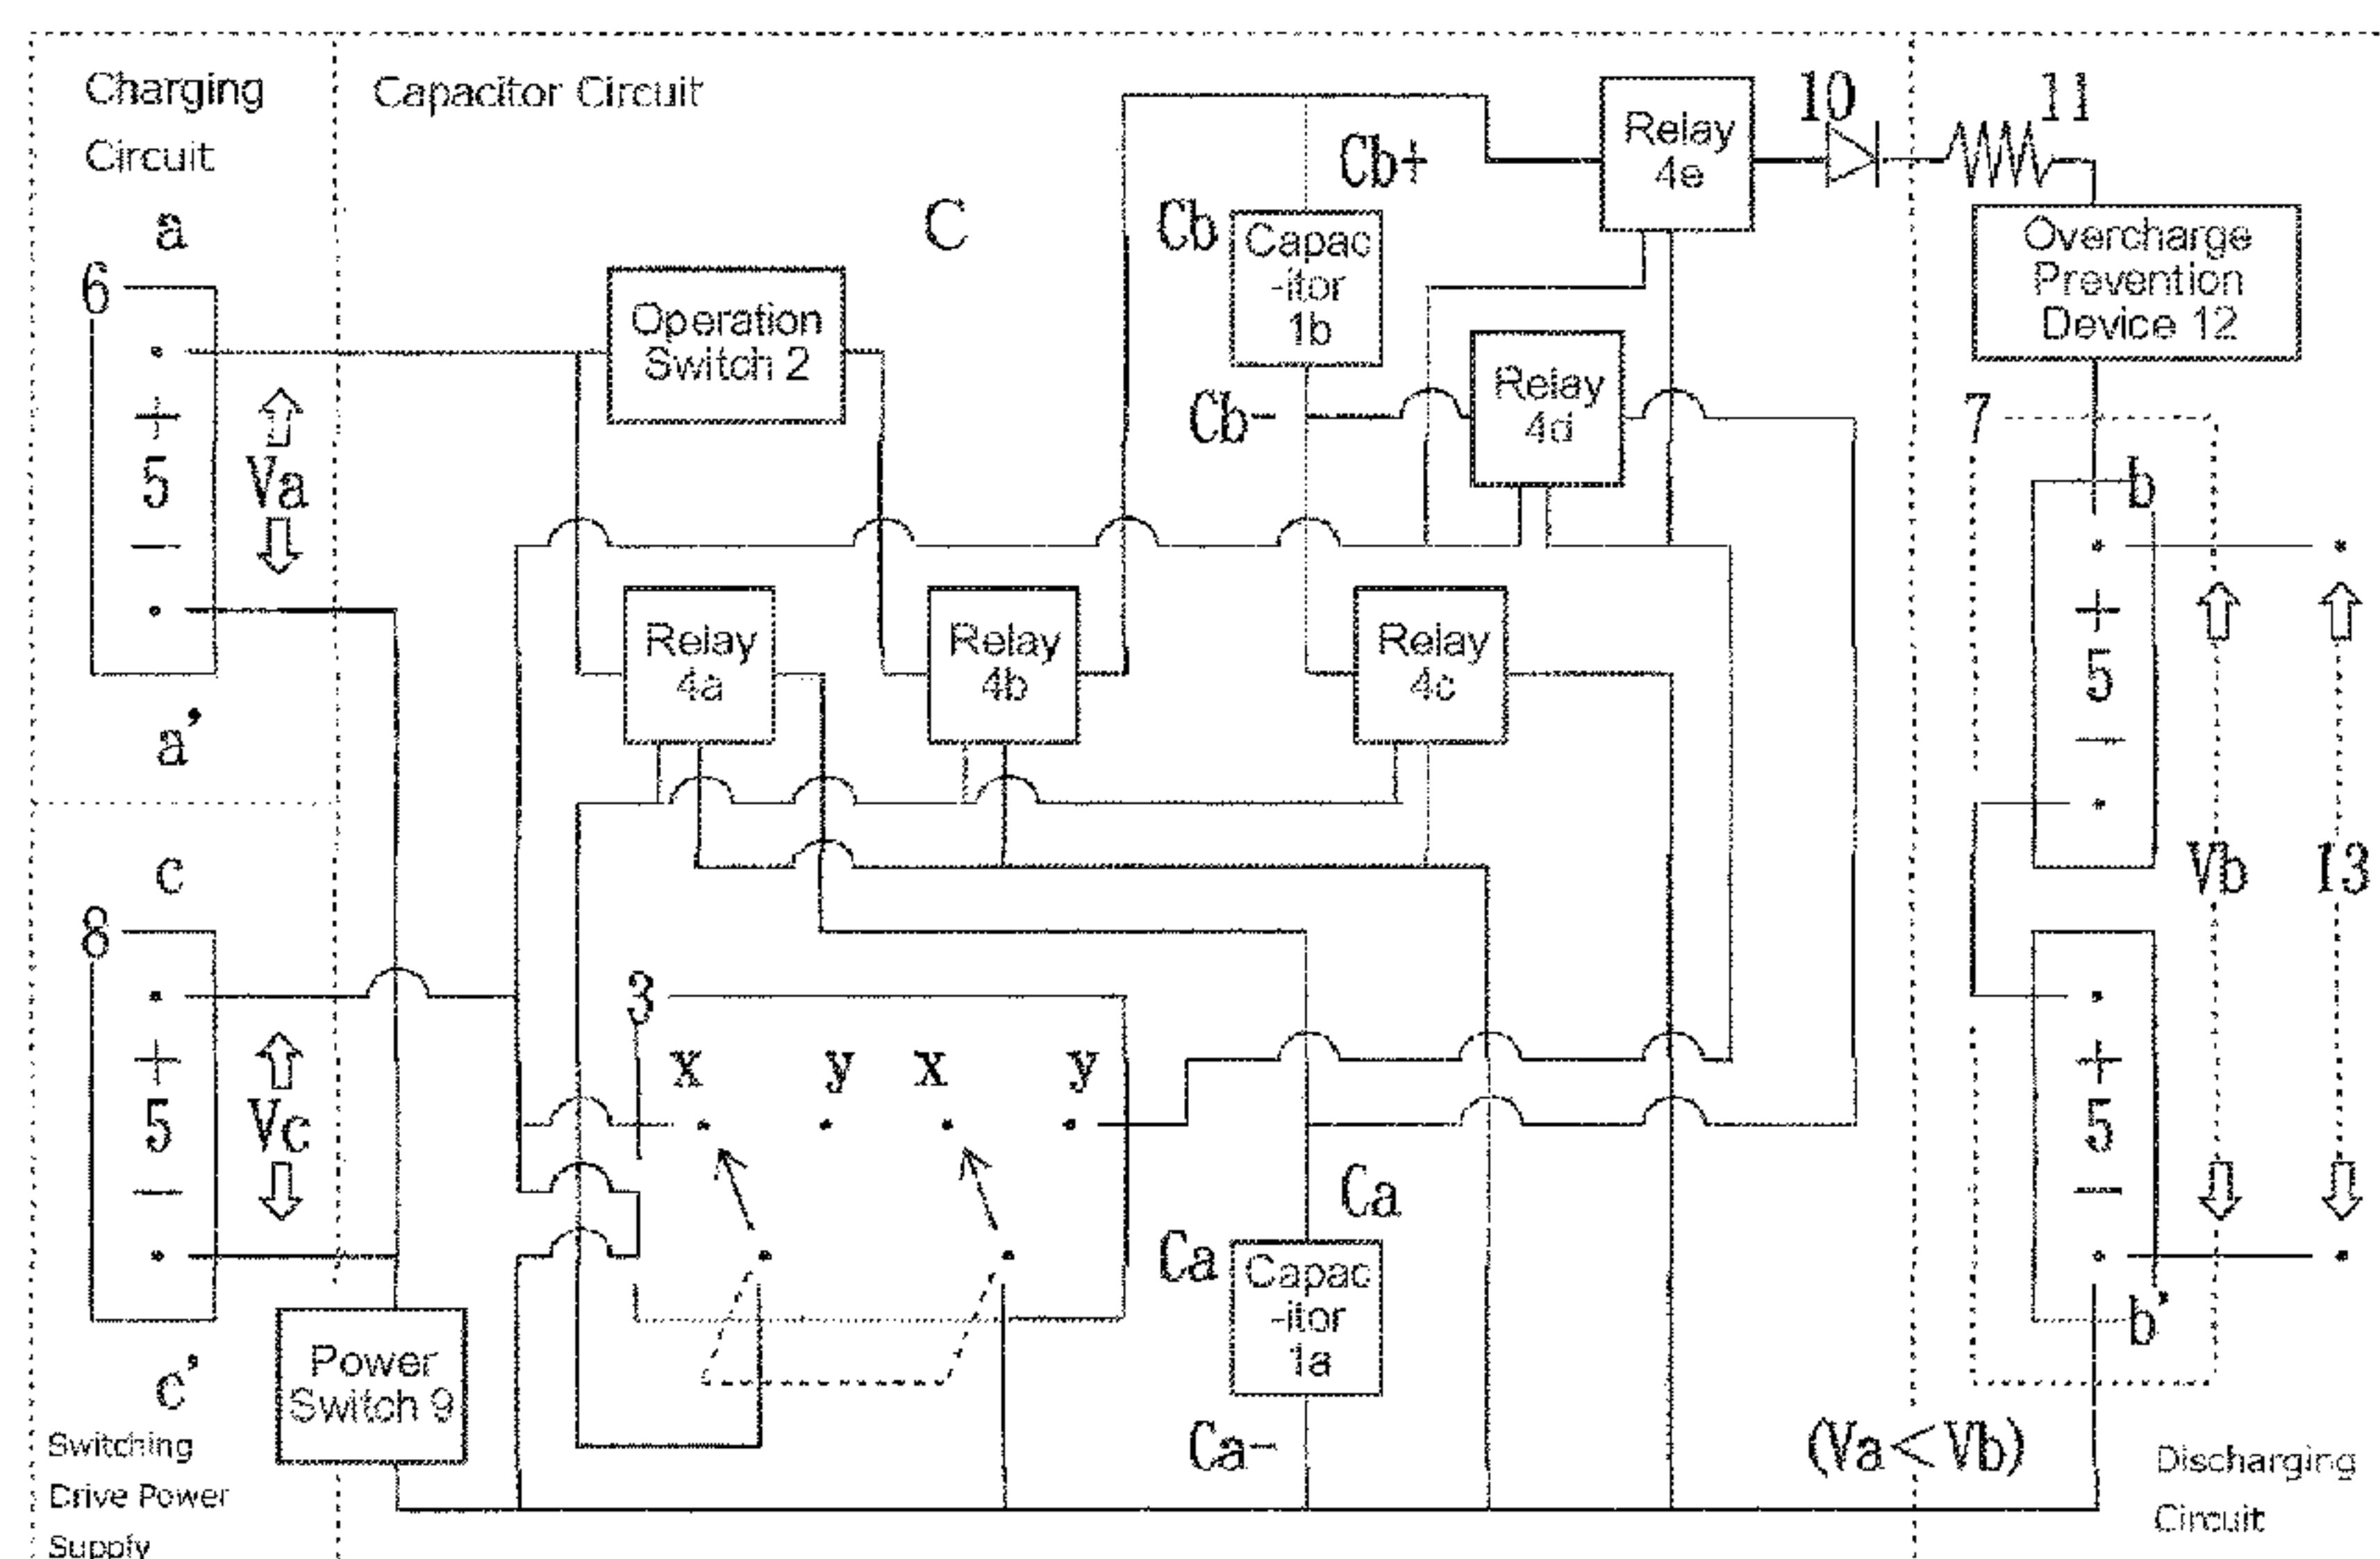 Charging
Circuit
a
6
+
5
−
Va
a’
c
8
+
5
−
Vc
c’
Switching
Drive Power
Supply
Power
Switch 9
Capacitor Circuit
C
Operation
Switch 2
Cb+
Cb
Capac
-itor
1b
Cb-
Relay
4e
10
Relay
4d
Relay
4a
Relay
4b
Relay
4c
3
x
y
x
y
Ca
Ca
Capac
-itor
1a
Ca-
(Va<Vb)
11
Overcharge
Prevention
Device 12
7
b
+
5
−
Vb
13
+
5
−
b’
Discharging
Circuit